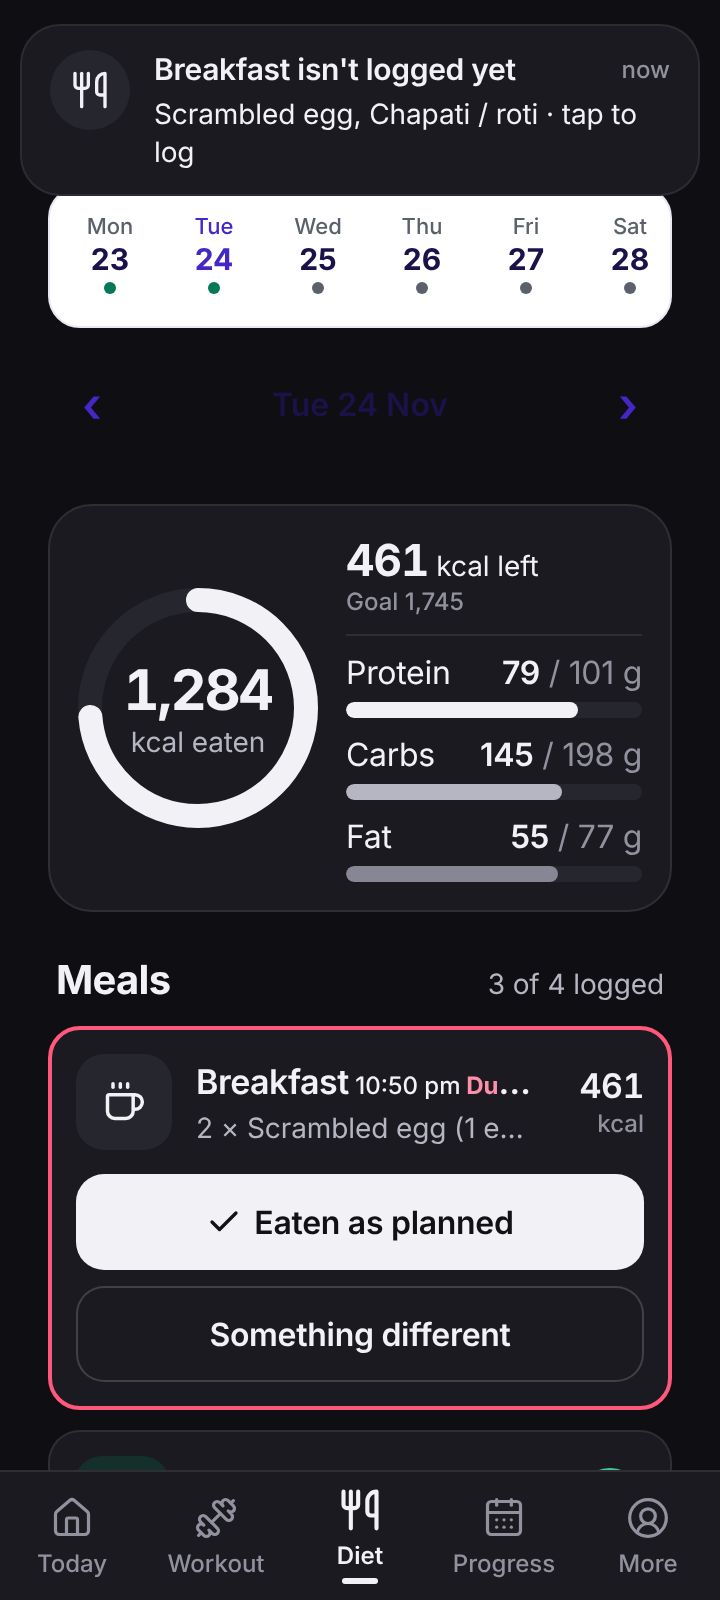 Breakfast isn't logged yet now
Scrambled egg, Chapati / roti · tap to
log
Mon Tue Wed Thu Fri Sat
23 24 25 26 27 28
‹ Tue 24 Nov ›
461 kcal left
Goal 1,745
1,284
kcal eaten
Protein 79 / 101 g
Carbs 145 / 198 g
Fat 55 / 77 g
Meals 3 of 4 logged
Breakfast 10:50 pm Du... 461
2 × Scrambled egg (1 e... kcal
Eaten as planned
Something different
Today Workout Diet Progress More